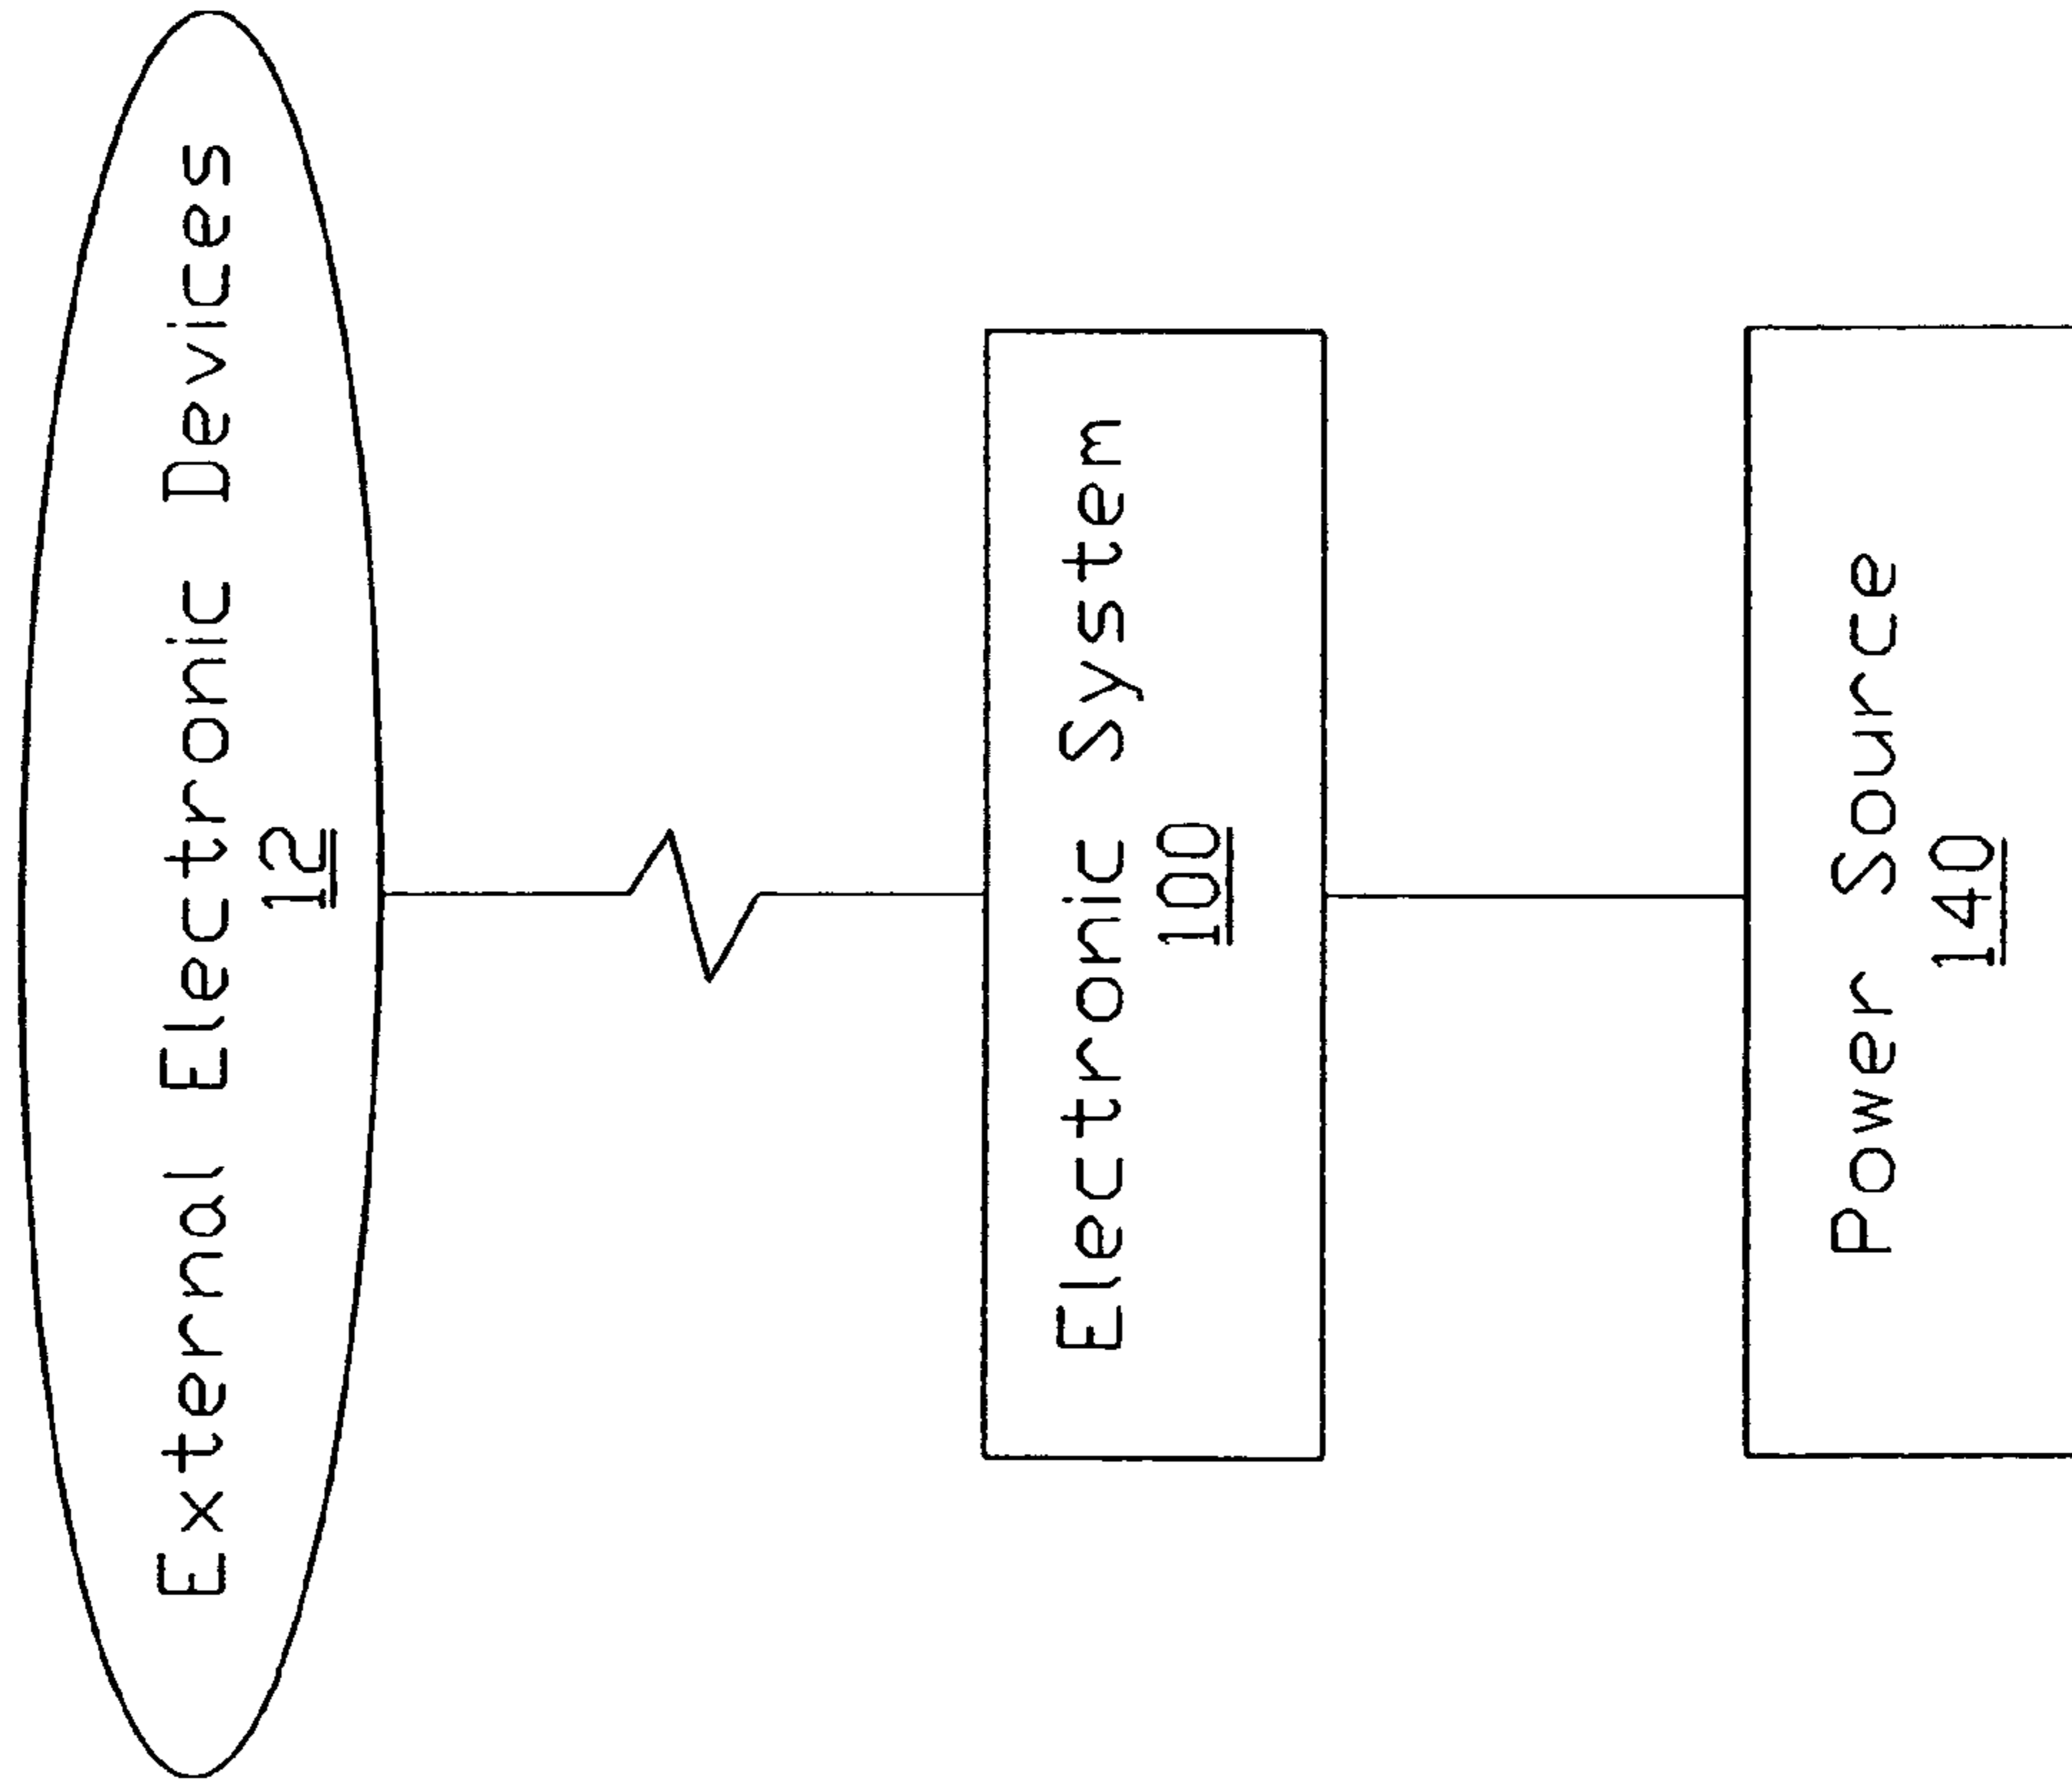 External Electronic Devices
12
Electronic System
100
Power Source
140